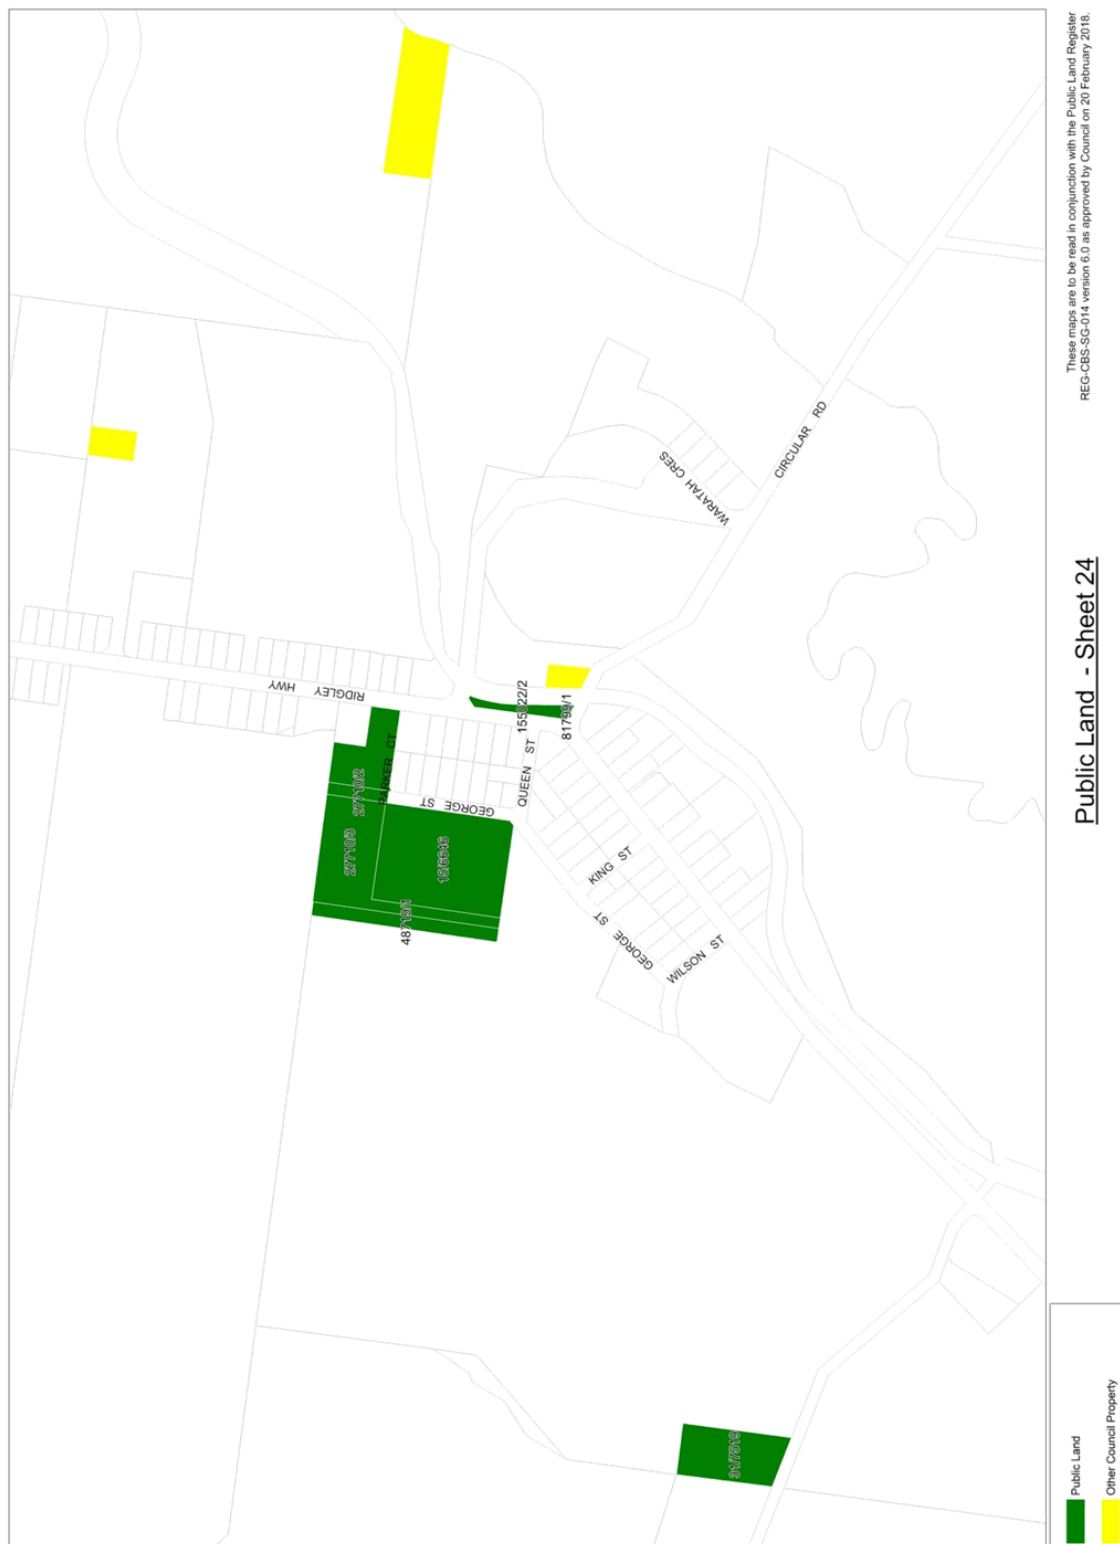 RIDGLEY HWY
PARKER CT
27710/2
27710/3
15/6646
48719/1
GEORGE ST
QUEEN ST
155022/2
81799/1
KING ST
GEORGE ST
WILSON ST
WARATAH CRES
CIRCULAR RD
31/7519
Public Land - Sheet 24
These maps are to be read in conjunction with the Public Land Register
REG-CBS-SG-014 version 6.0 as approved by Council on 20 February 2018.
Public Land
Other Council Property